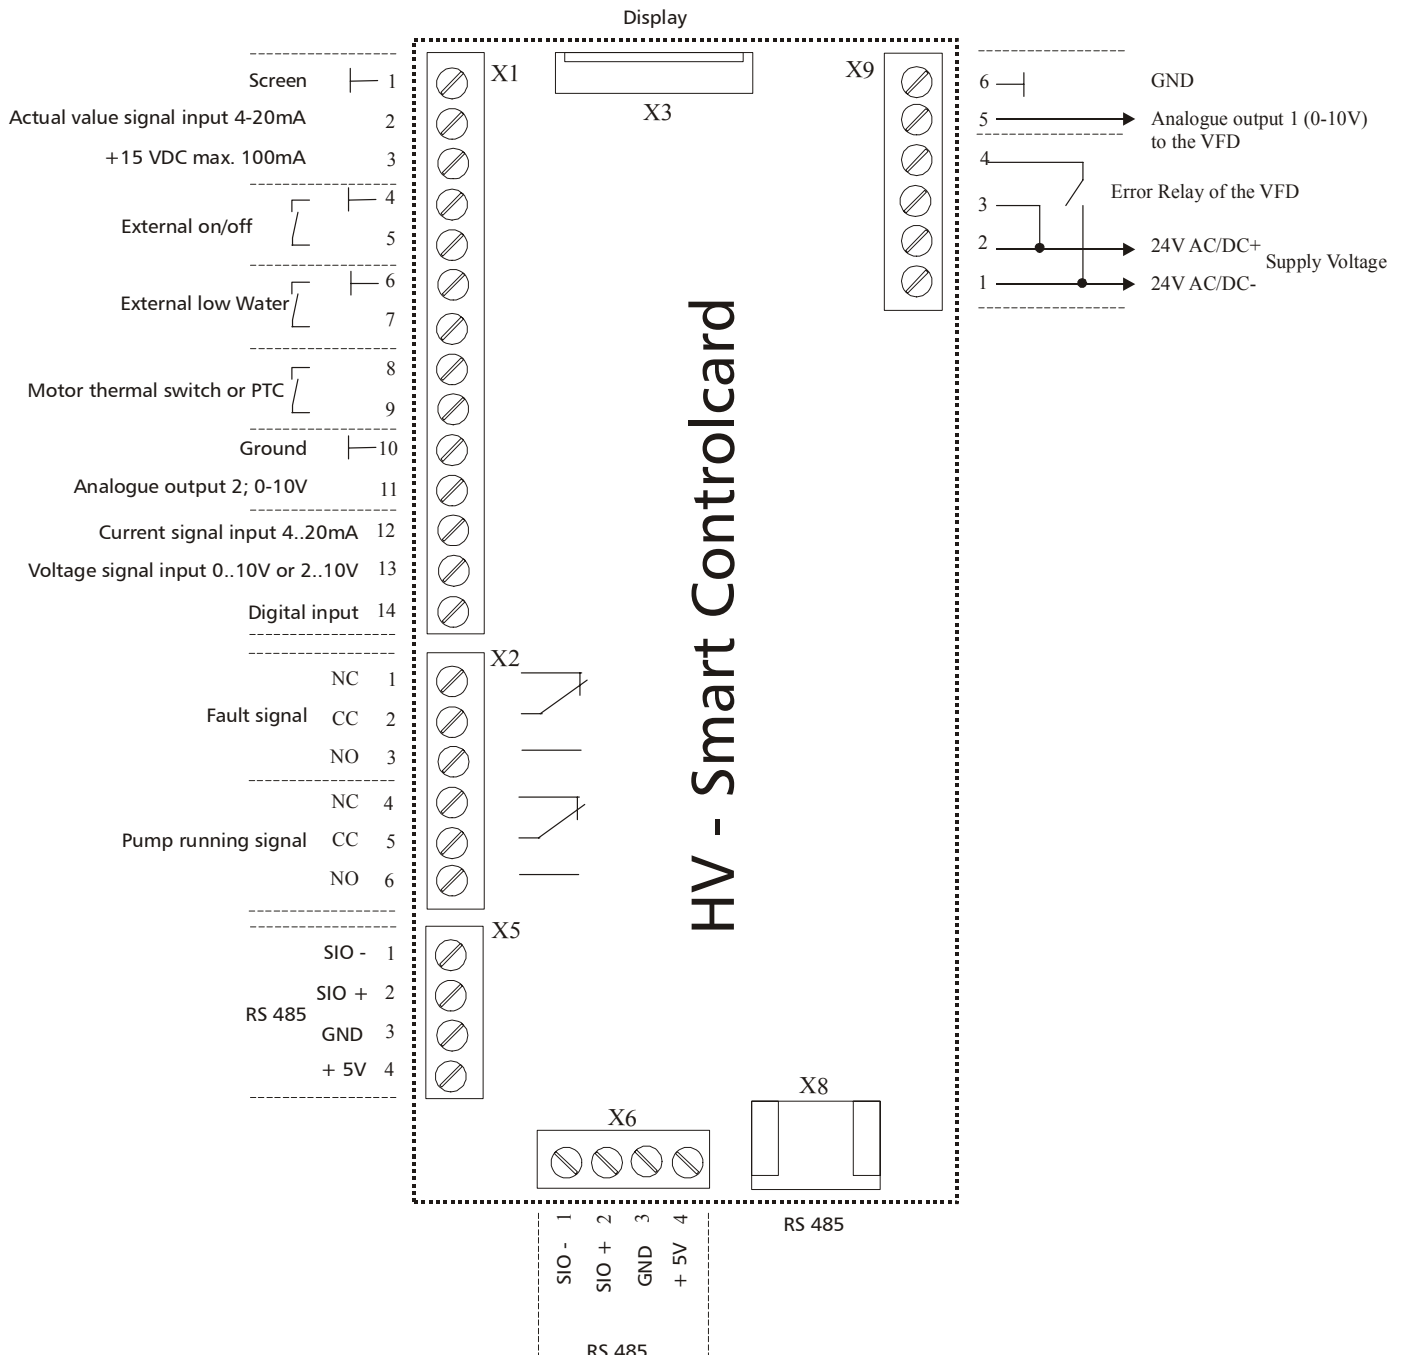 Display
Screen 1
Actual value signal input 4-20mA 2
+15 VDC max. 100mA 3
4
External on/off
5
6
External low Water
7
8
Motor thermal switch or PTC
9
Ground 10
Analogue output 2; 0-10V 11
Current signal input 4..20mA 12
Voltage signal input 0..10V or 2..10V 13
Digital input 14
X1
X3
X9
6 GND
5 Analogue output 1 (0-10V)
to the VFD
4
Error Relay of the VFD
3
2 24V AC/DC+
Supply Voltage
1 24V AC/DC-
HV - Smart Controlcard
X2
NC 1
Fault signal CC 2
NO 3
NC 4
Pump running signal CC 5
NO 6
X5
SIO - 1
SIO + 2
RS 485
GND 3
+ 5V 4
X6
X8
1 2 3 4
SIO - SIO + GND + 5V
RS 485
RS 485